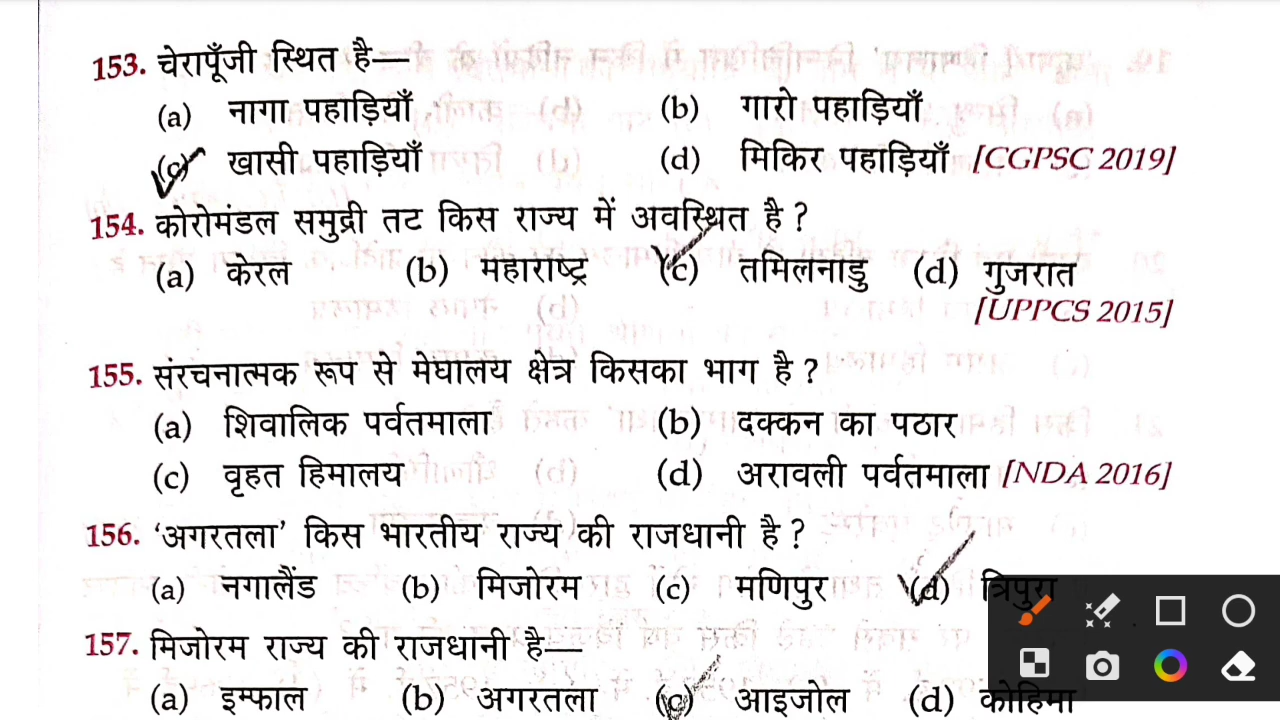 153. चेरापूँजी स्थित है—
(a) नागा पहाड़ियाँ (b) गारो पहाड़ियाँ
(c) खासी पहाड़ियाँ (d) मिकिर पहाड़ियाँ [CGPSC 2019]
154. कोरोमंडल समुद्री तट किस राज्य में अवस्थित है ?
(a) केरल (b) महाराष्ट्र (c) तमिलनाडु (d) गुजरात
[UPPCS 2015]
155. संरचनात्मक रूप से मेघालय क्षेत्र किसका भाग है ?
(a) शिवालिक पर्वतमाला (b) दक्कन का पठार
(c) वृहत हिमालय (d) अरावली पर्वतमाला [NDA 2016]
156. ‘अगरतला’ किस भारतीय राज्य की राजधानी है ?
(a) नगालैंड (b) मिजोरम (c) मणिपुर (d) त्रिपुरा
157. मिजोरम राज्य की राजधानी है—
(a) इम्फाल (b) अगरतला (c) आइजोल (d) कोहिमा